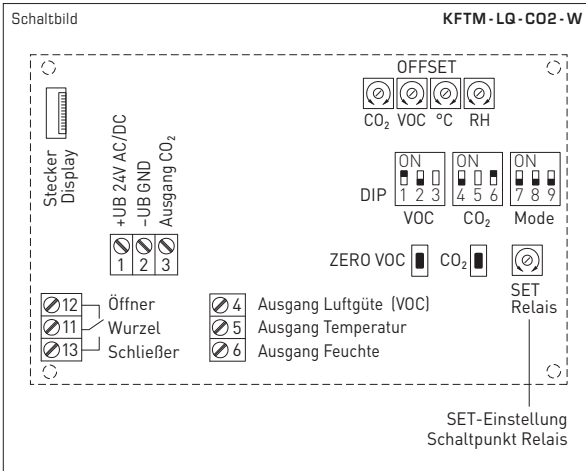 Schaltbild KFTM-LQ-CO2-W
OFFSET
CO₂ VOC °C RH
Stecker
Display
+UB 24V AC/DC
-UB GND
Ausgang CO₂
1 2 3
ON ON ON
1 2 3 4 5 6 7 8 9
DIP
VOC CO₂ Mode
ZERO VOC CO₂
SET
Relais
12 Öffner
11 Wurzel
13 Schließer
4 Ausgang Luftgüte (VOC)
5 Ausgang Temperatur
6 Ausgang Feuchte
SET-Einstellung
Schaltpunkt Relais